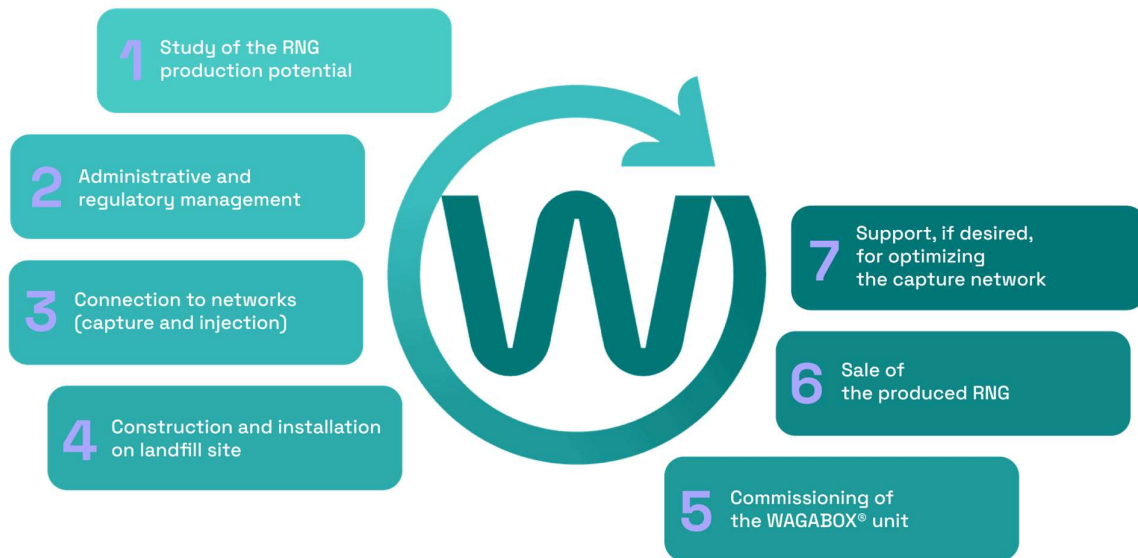 1
Study of the RNG
production potential
2
Administrative and
regulatory management
3
Connection to networks
(capture and injection)
4
Construction and installation
on landfill site
W
5
Commissioning of
the WAGABOX® unit
6
Sale of
the produced RNG
7
Support, if desired,
for optimizing
the capture network